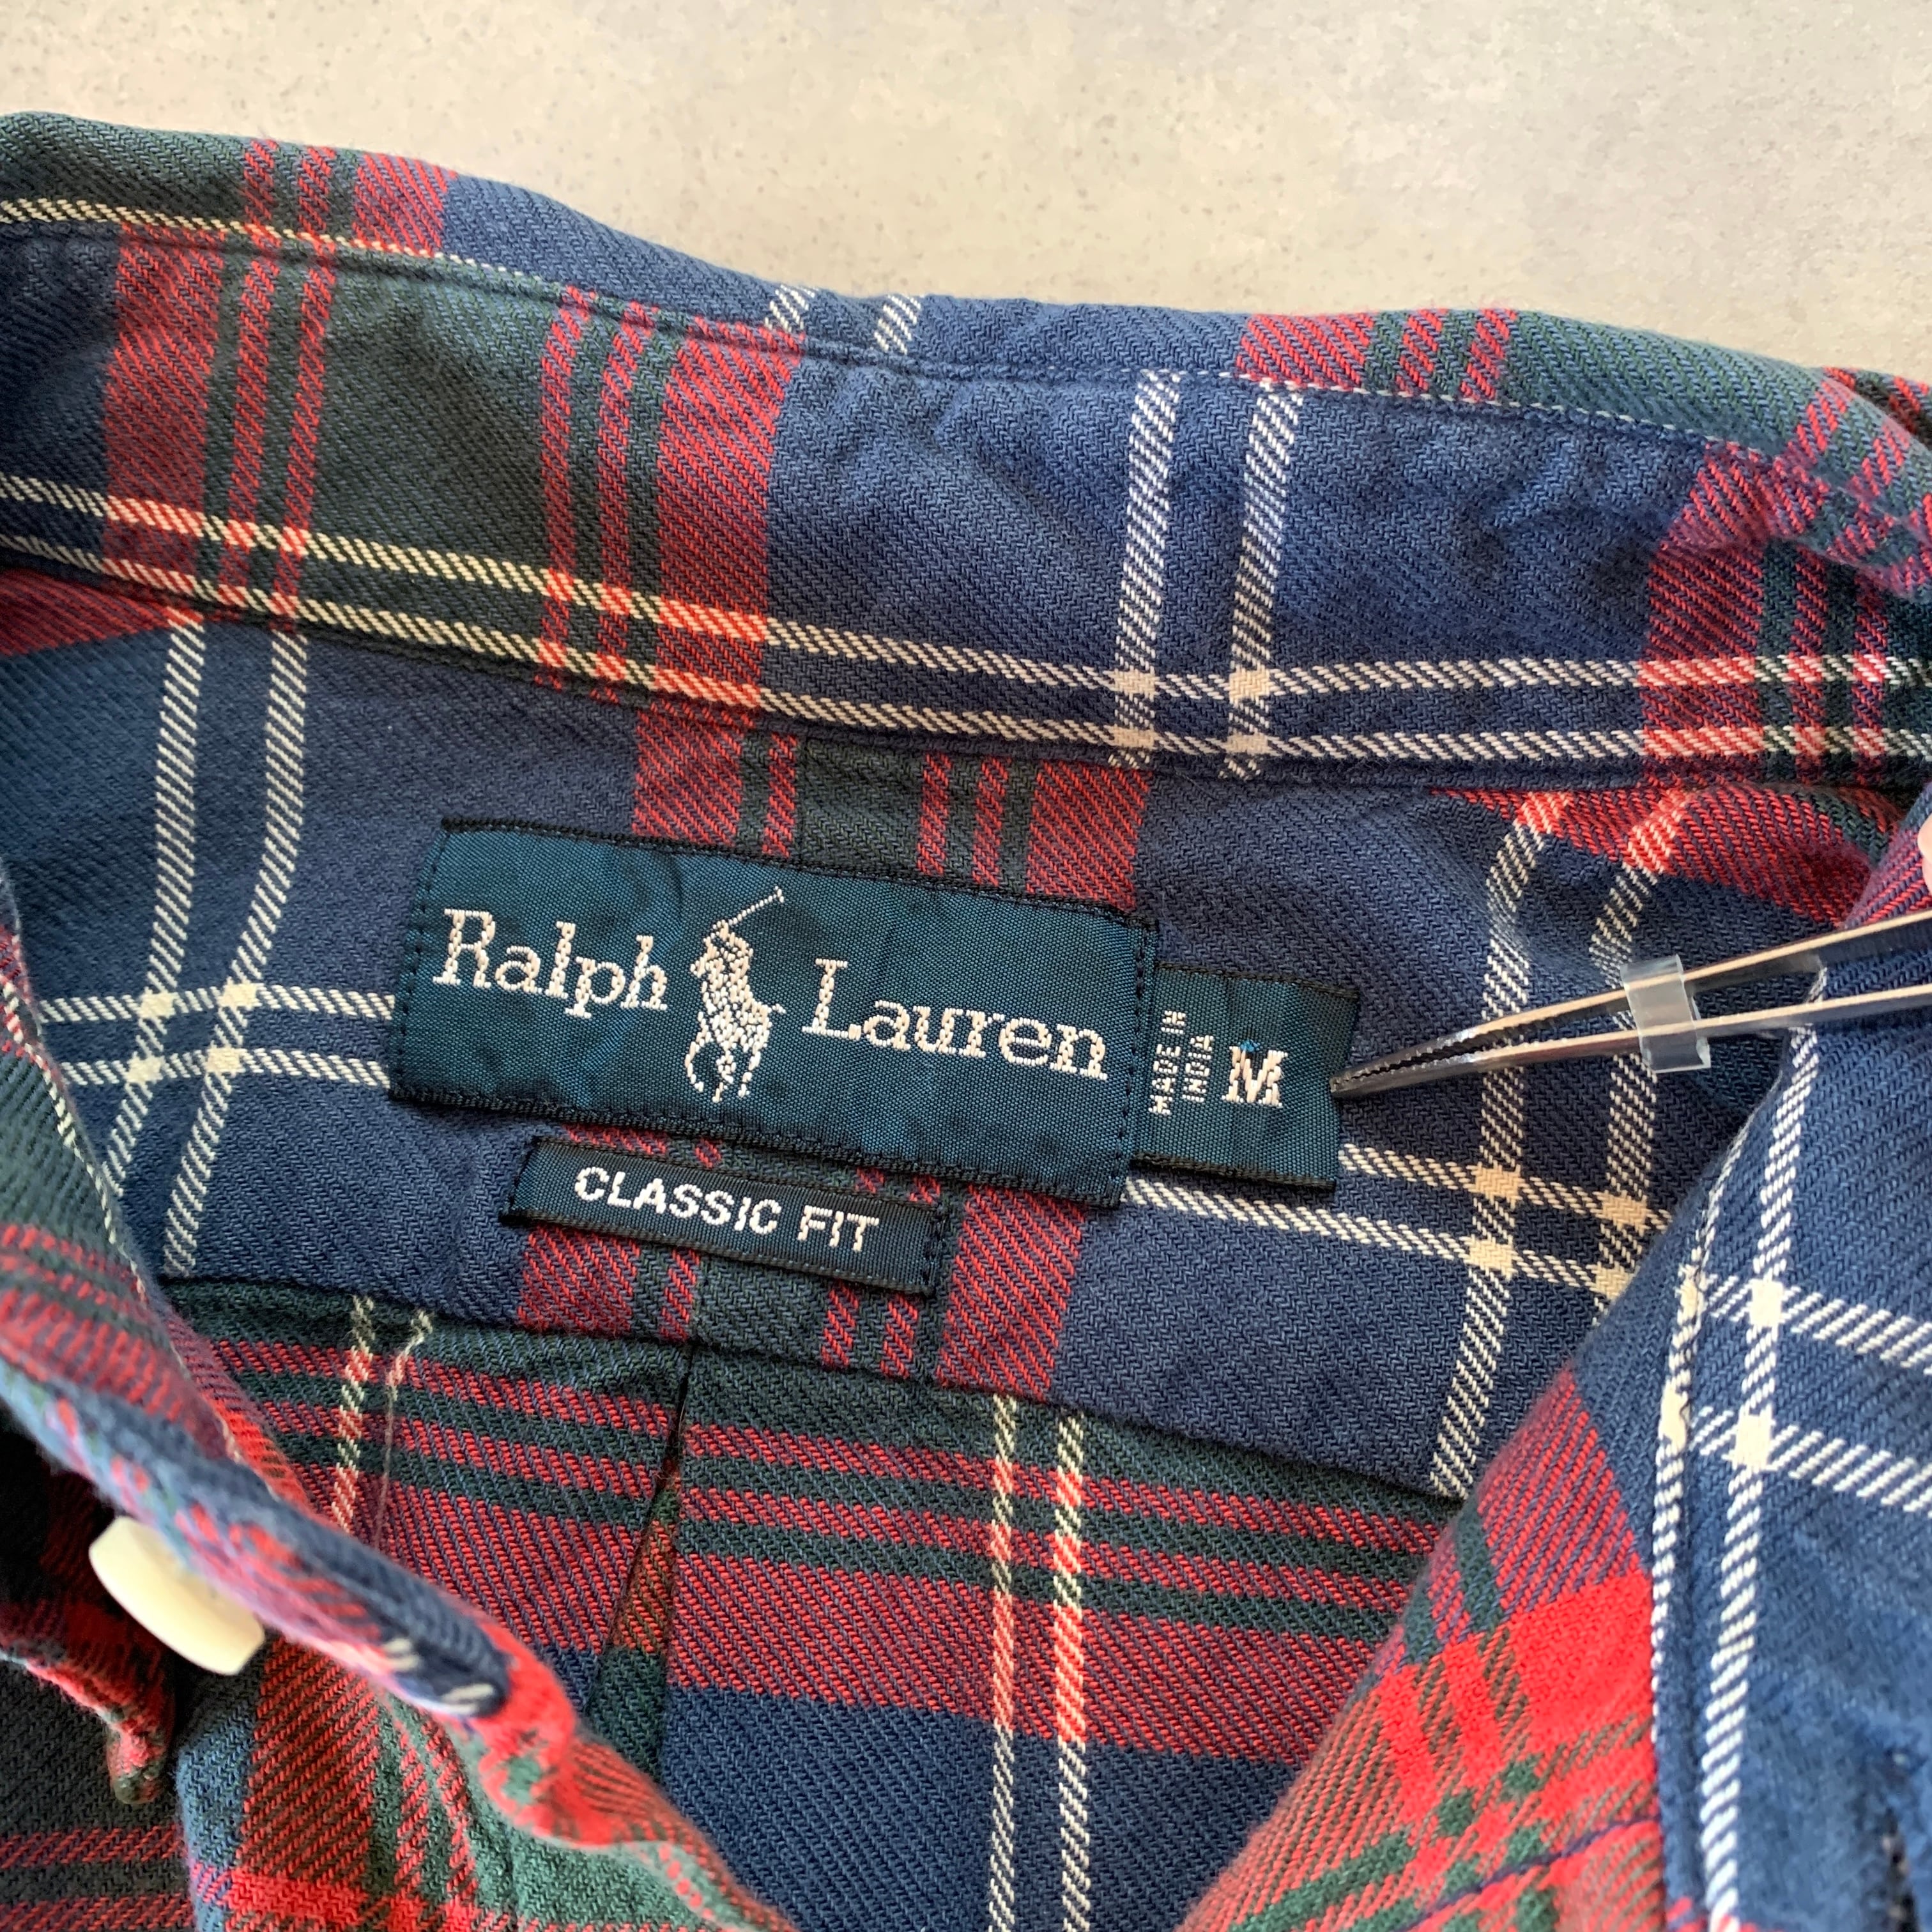 Ralph Lauren
MADE IN
INDIA
M
CLASSIC FIT